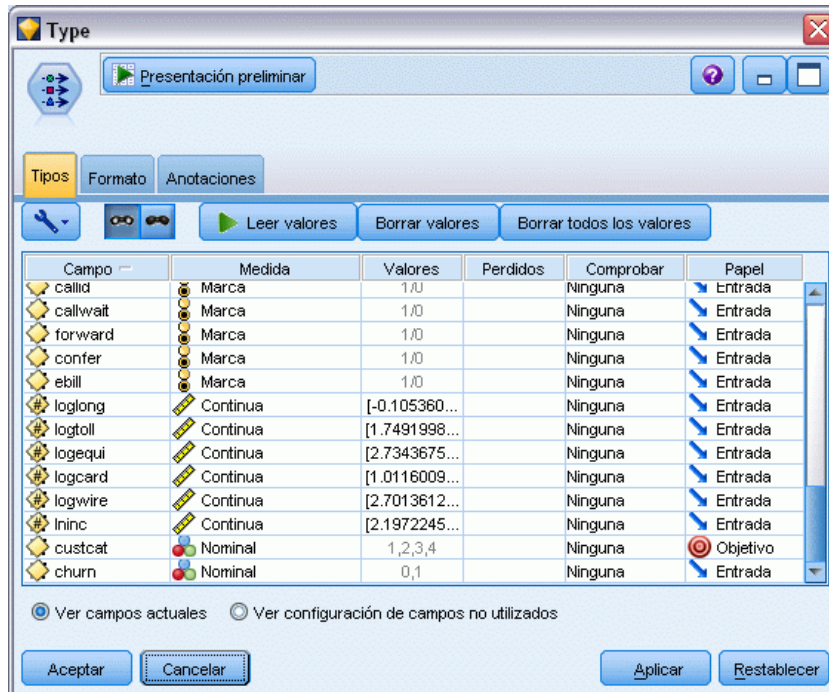 Type
Presentación preliminar
Tipos Formato Anotaciones
Leer valores Borrar valores Borrar todos los valores
Campo Medida Valores Perdidos Comprobar Papel
callid Marca 1/0 Ninguna Entrada
callwait Marca 1/0 Ninguna Entrada
forward Marca 1/0 Ninguna Entrada
confer Marca 1/0 Ninguna Entrada
ebill Marca 1/0 Ninguna Entrada
loglong Continua [-0.105360... Ninguna Entrada
logtoll Continua [1.7491998... Ninguna Entrada
logequi Continua [2.7343675... Ninguna Entrada
logcard Continua [1.0116009... Ninguna Entrada
logwire Continua [2.7013612... Ninguna Entrada
lninc Continua [2.1972245... Ninguna Entrada
custcat Nominal 1,2,3,4 Ninguna Objetivo
churn Nominal 0,1 Ninguna Entrada
Ver campos actuales Ver configuración de campos no utilizados
Aceptar Cancelar Aplicar Restablecer